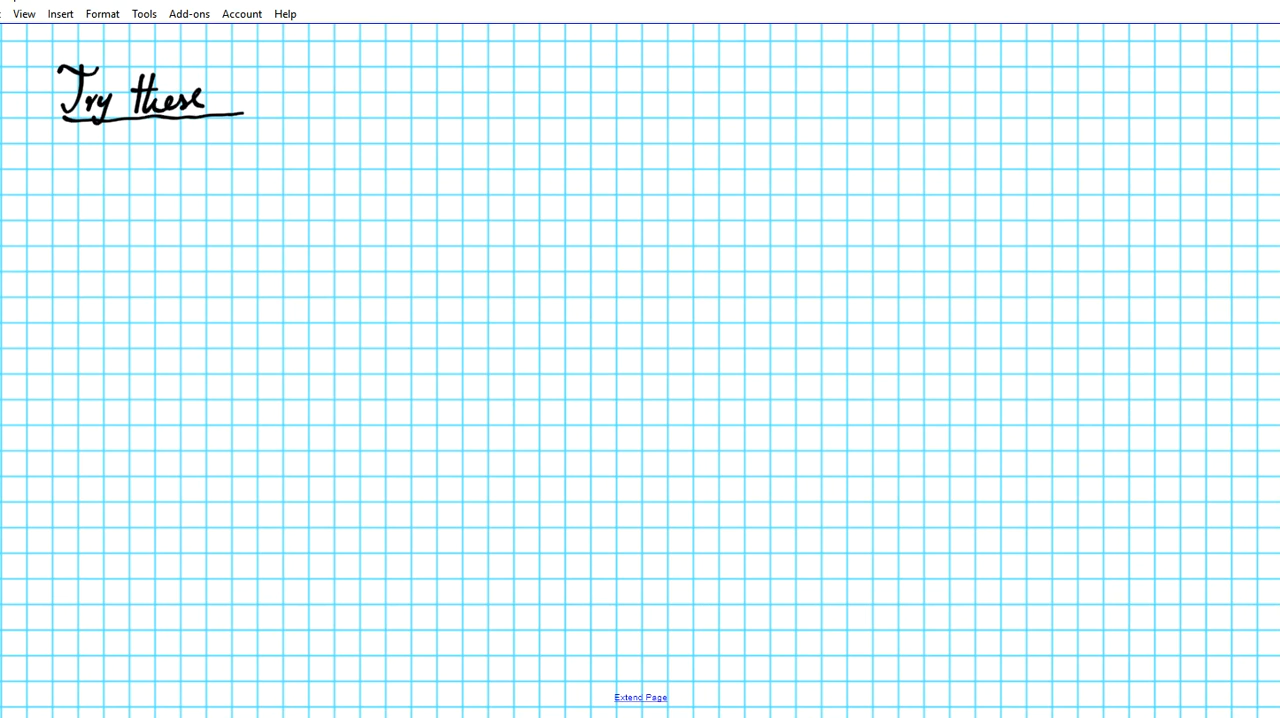 View Insert Format Tools Add-ons Account Help
Try these
Extend Page